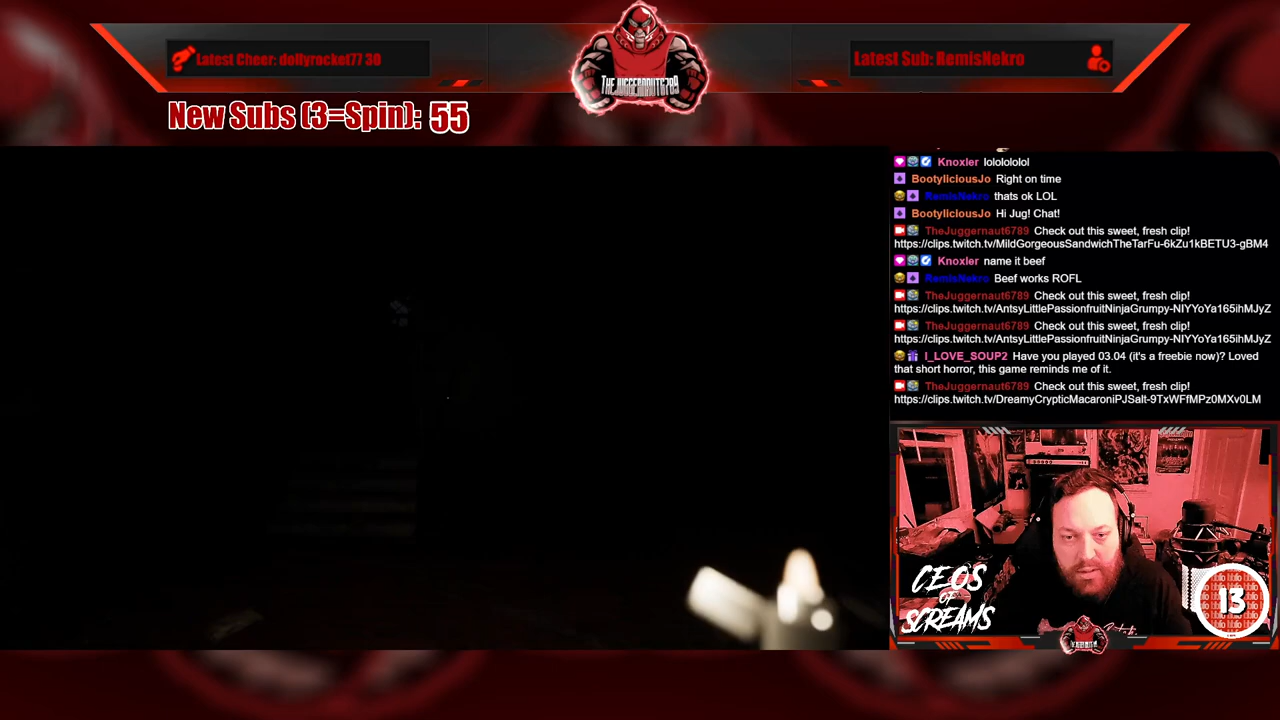 Latest Cheer: dollyrocket77 30
THEJUGGERNAUT6789
Latest Sub: RemisNekro
New Subs (3=Spin): 55
Knoxler lolololololol
BootyliciousJo Right on time
RemisNekro thats ok LOL
BootyliciousJo Hi Jug! Chat!
TheJuggernaut6789 Check out this sweet, fresh clip!
https://clips.twitch.tv/MildGorgeousSandwichTheTarFu-6kZu1kBETU3-gBM4
Knoxler name it beef
RemisNekro Beef works ROFL
TheJuggernaut6789 Check out this sweet, fresh clip!
https://clips.twitch.tv/AntsyLittlePassionfruitNinjaGrumpy-NIYYoYa165ihMJyZ
TheJuggernaut6789 Check out this sweet, fresh clip!
https://clips.twitch.tv/AntsyLittlePassionfruitNinjaGrumpy-NIYYoYa165ihMJyZ
I_LOVE_SOUP2 Have you played 03.04 (it's a freebie now)? Loved
that short horror, this game reminds me of it.
TheJuggernaut6789 Check out this sweet, fresh clip!
https://clips.twitch.tv/DreamyCrypticMacaroniPJSalt-9TxWFfMPz0MXv0LM
CEOS
OF
SCREAMS
13